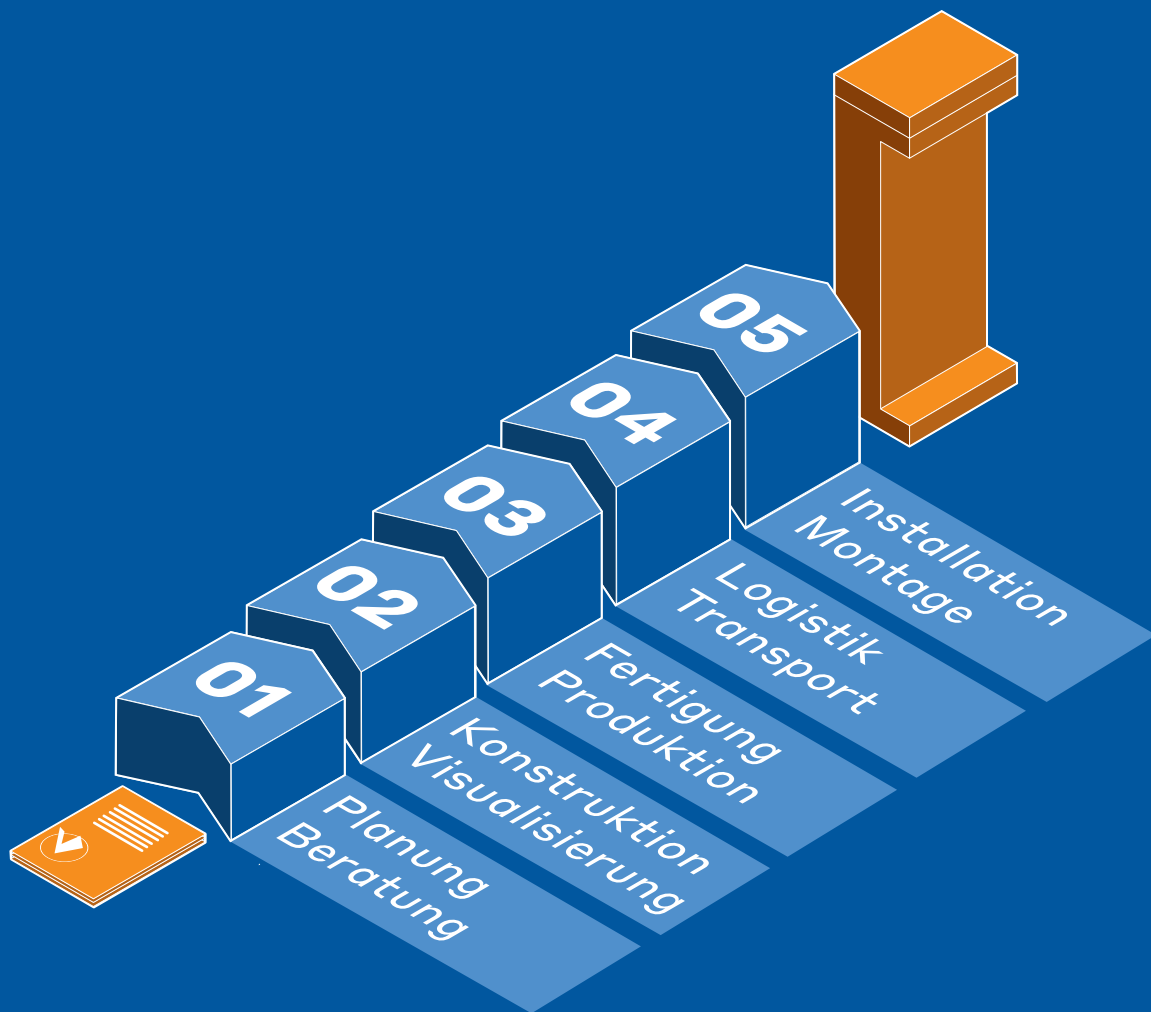 01
Planung
Beratung
02
Konstruktion
Visualisierung
03
Fertigung
Produktion
04
Logistik
Transport
05
Installation
Montage